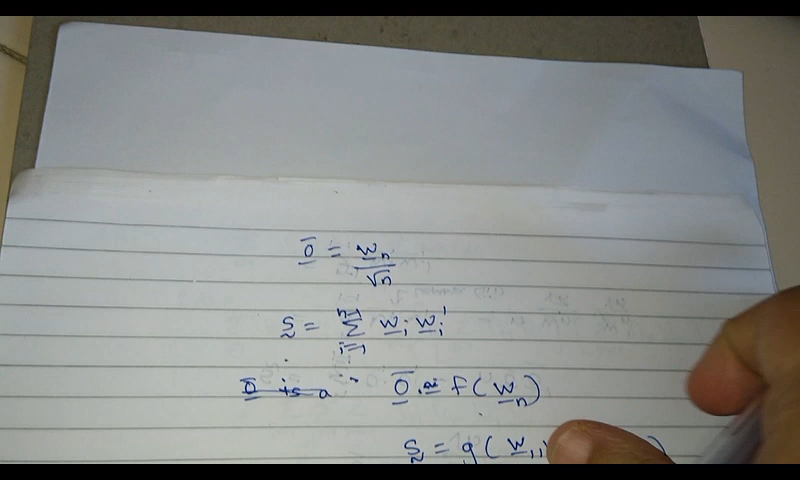 Ū = W_n / √n
S = Σ_{i=1}^{n-1} W_i W_i'
Ū is a ∵ Ū = f(W_n)
S = g(W_1,